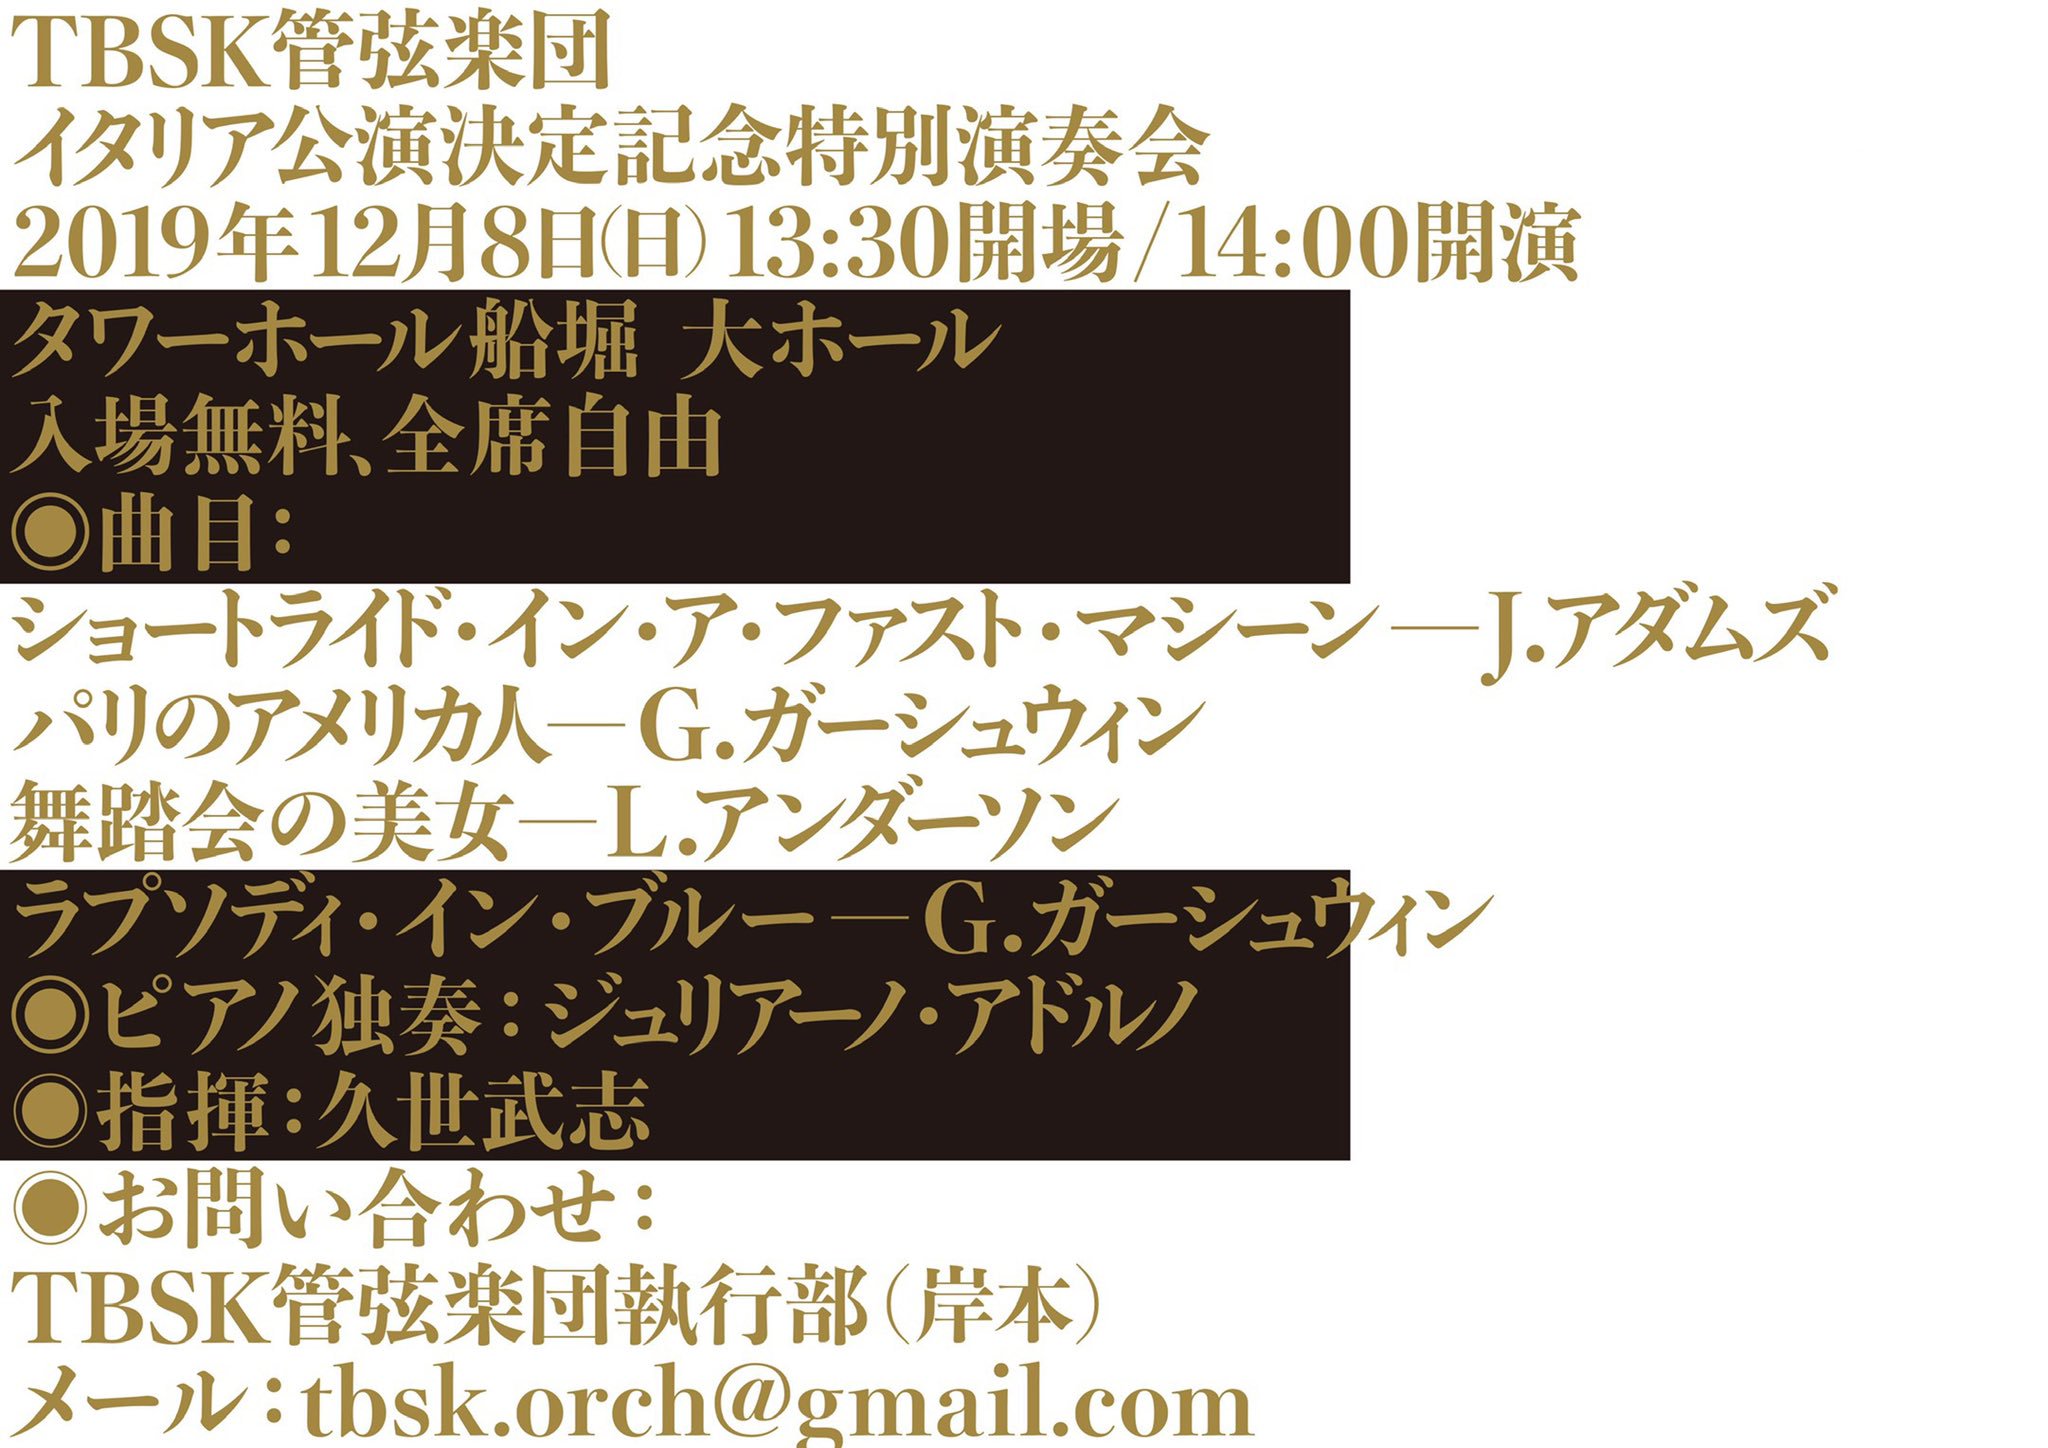 TBSK管弦楽団
イタリア公演決定記念特別演奏会
2019年12月8日(日) 13:30開場/14:00開演
タワーホール船堀 大ホール
入場無料、全席自由
◉曲目：
ショートライド・イン・ア・ファスト・マシーン—J.アダムズ
パリのアメリカ人—G.ガーシュウィン
舞踏会の美女—L.アンダーソン
ラプソディ・イン・ブルー—G.ガーシュウィン
◉ピアノ独奏：ジュリアーノ・アドルノ
◉指揮：久世武志
◉お問い合わせ：
TBSK管弦楽団執行部（岸本）
メール：tbsk.orch@gmail.com